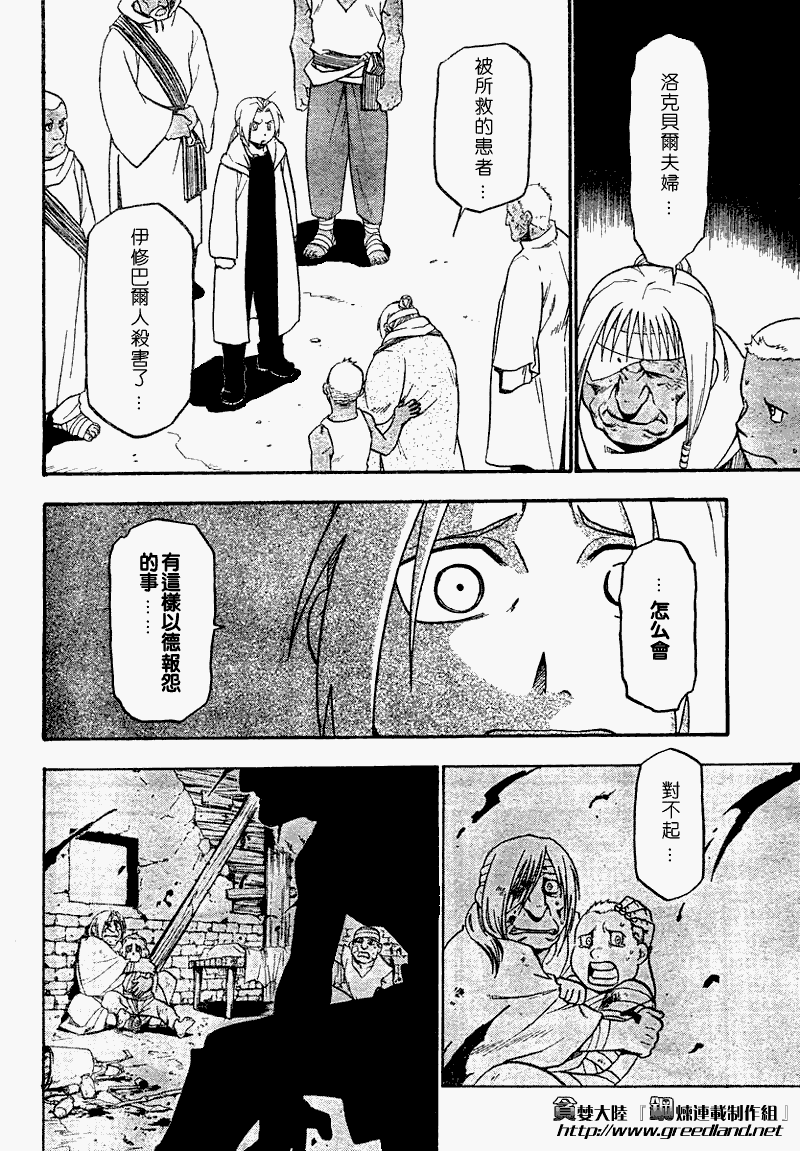 洛克貝爾夫婦…
被所救的患者…
伊修巴爾人殺害了…
…怎么會
有這樣以德報怨
的事……
對不起…
貪婪大陸『鋼煉連載制作組』
http://www.greedland.net